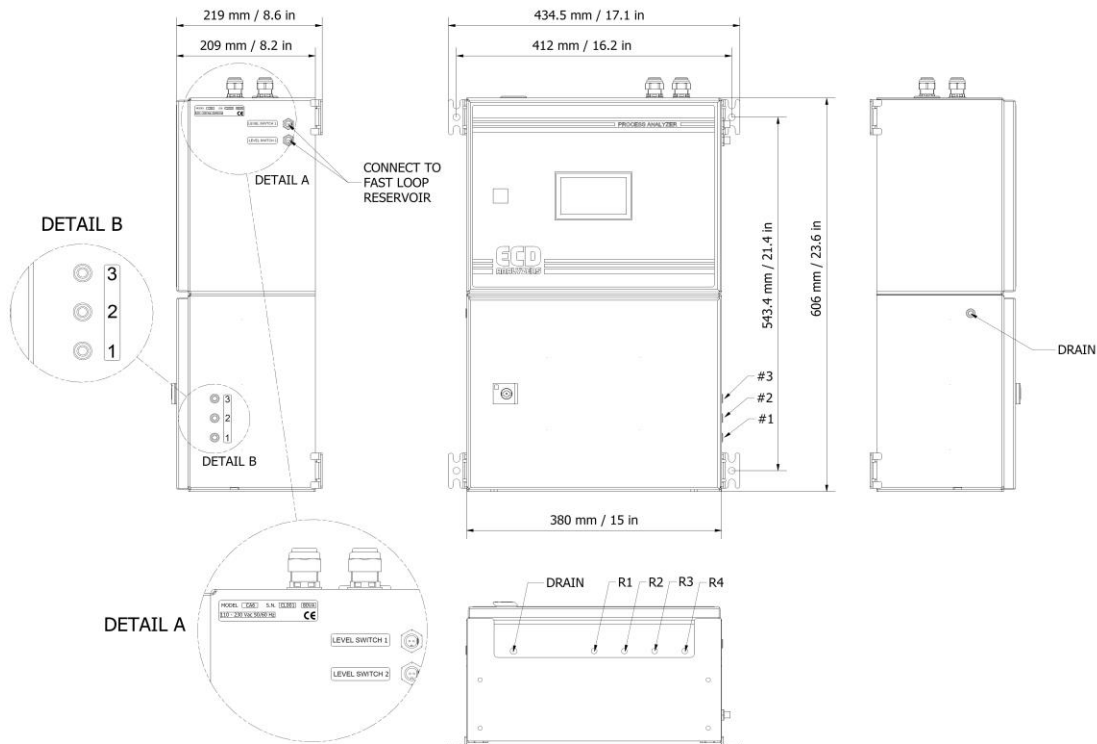 219 mm / 8.6 in
209 mm / 8.2 in
LEVEL SWITCH 1
LEVEL SWITCH 2
CE
DETAIL A
CONNECT TO
FAST LOOP
RESERVOIR
DETAIL B
3
2
1
3
2
1
DETAIL B
434.5 mm / 17.1 in
412 mm / 16.2 in
PROCESS ANALYZER
ECD
ANALYZERS
543.4 mm / 21.4 in
606 mm / 23.6 in
#3
#2
#1
380 mm / 15 in
DRAIN
DETAIL A
MODEL CA6 S.N.
110 - 230 Vac 50/60 Hz CE
LEVEL SWITCH 1
LEVEL SWITCH 2
DRAIN R1 R2 R3 R4